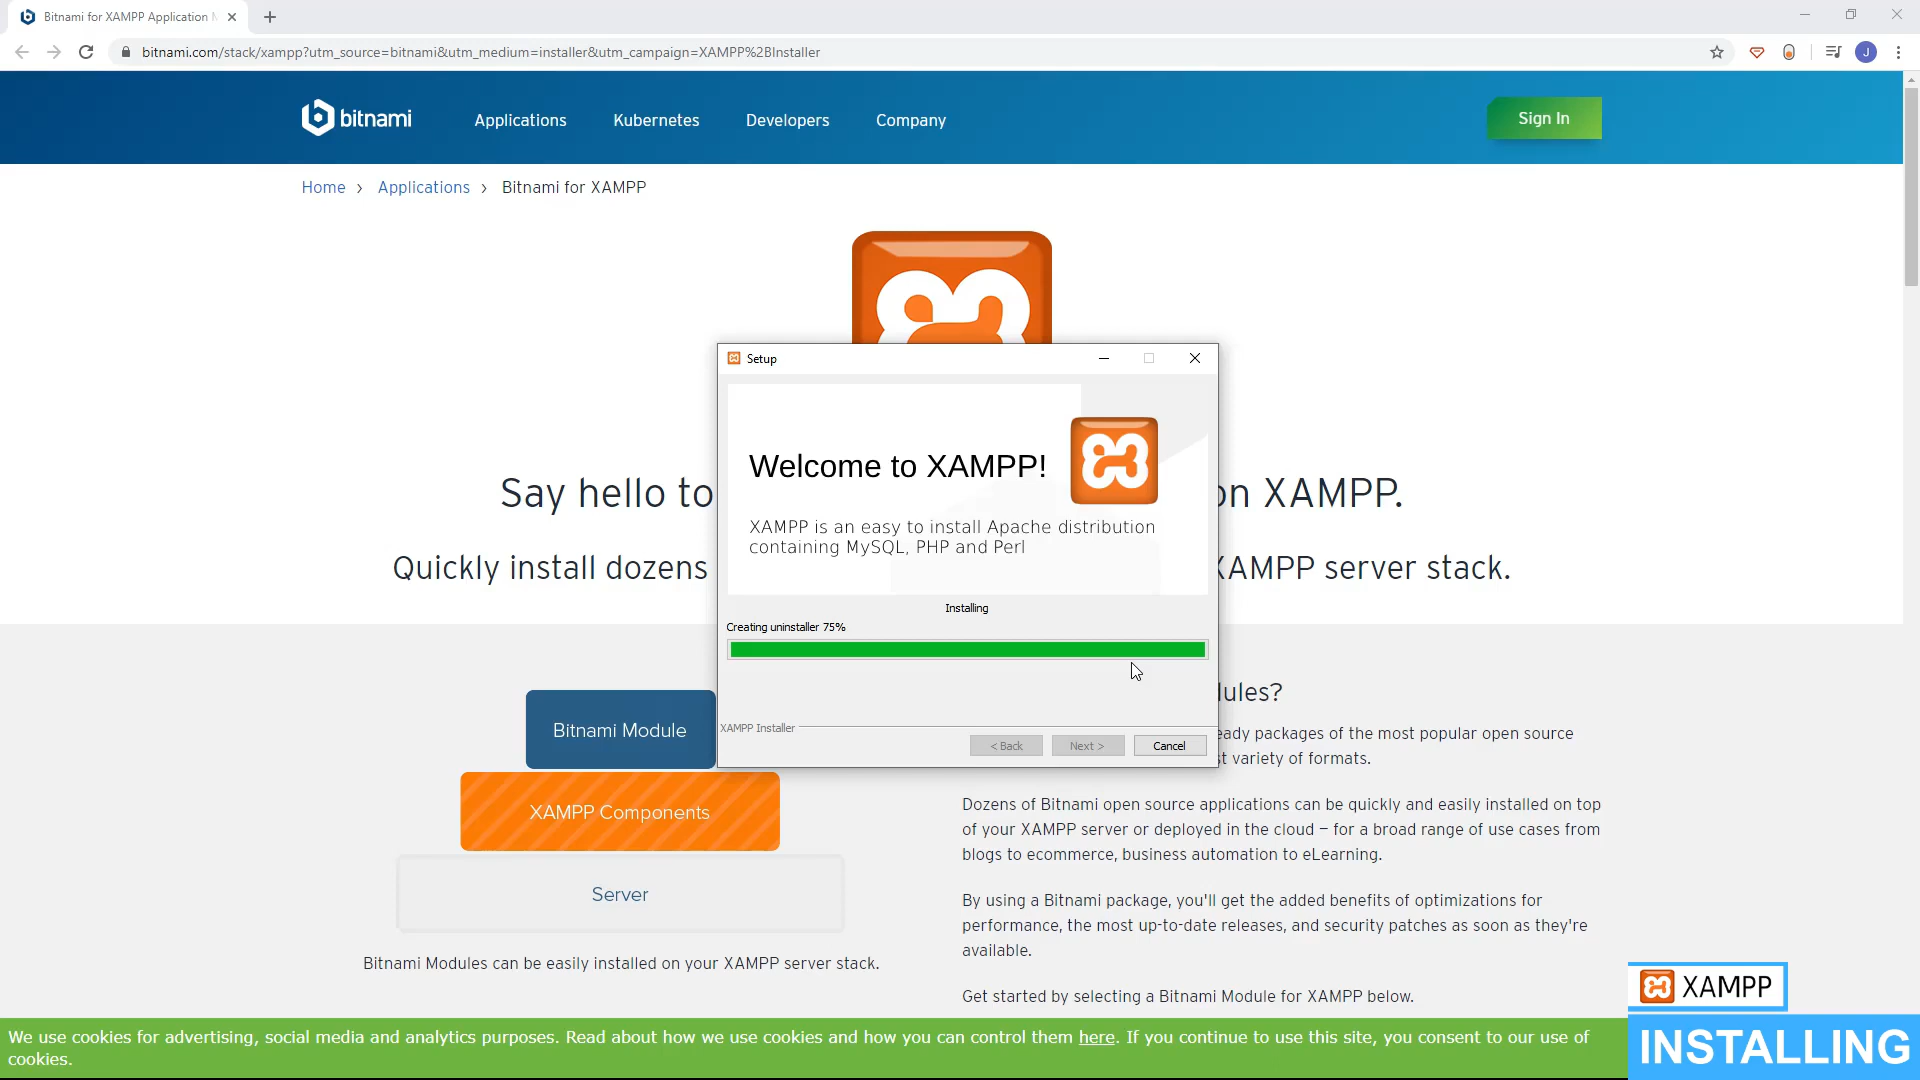 Bitnami for XAMPP Application
bitnami.com/stack/xampp?utm_source=bitnami&utm_medium=installer&utm_campaign=XAMPP%2BInstaller
J
bitnami
Applications
Kubernetes
Developers
Company
Sign In
Home › Applications › Bitnami for XAMPP
Say hello to
on XAMPP.
Quickly install dozens
XAMPP server stack.
Setup
Welcome to XAMPP!
XAMPP is an easy to install Apache distribution
containing MySQL, PHP and Perl
Installing
Creating uninstaller 75%
XAMPP Installer
< Back
Next >
Cancel
Bitnami Module
XAMPP Components
Server
Bitnami Modules can be easily installed on your XAMPP server stack.
dules?
eady packages of the most popular open source
st variety of formats.
Dozens of Bitnami open source applications can be quickly and easily installed on top
of your XAMPP server or deployed in the cloud – for a broad range of use cases from
blogs to ecommerce, business automation to eLearning.
By using a Bitnami package, you'll get the added benefits of optimizations for
performance, the most up-to-date releases, and security patches as soon as they're
available.
Get started by selecting a Bitnami Module for XAMPP below.
We use cookies for advertising, social media and analytics purposes. Read about how we use cookies and how you can control them here. If you continue to use this site, you consent to our use of
cookies.
XAMPP
INSTALLING